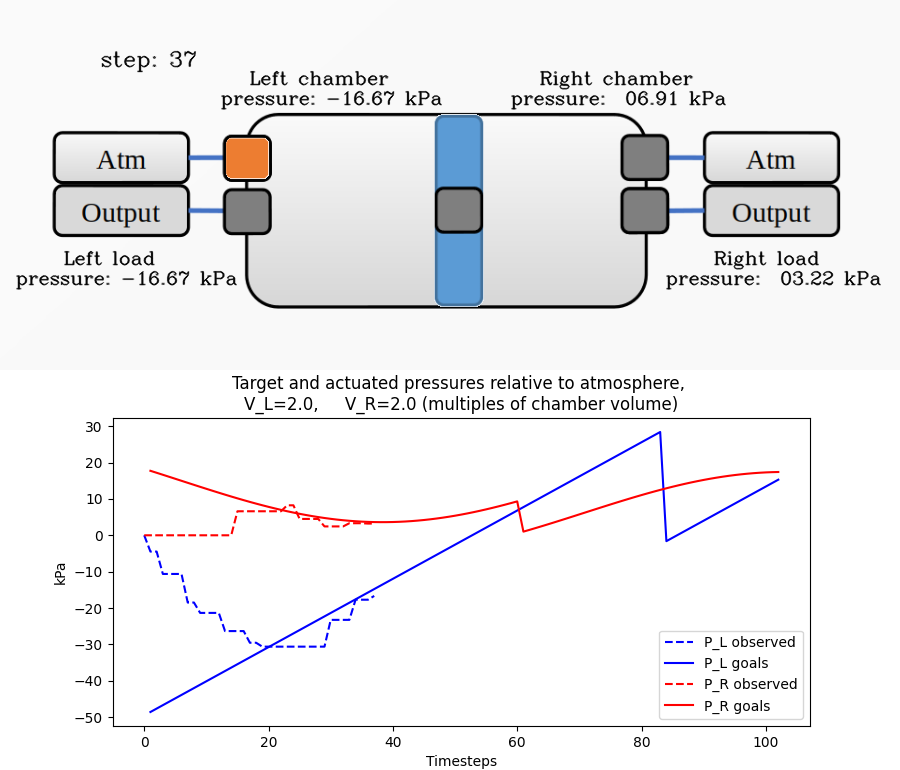 step: 37
Left chamber
pressure: −16.67 kPa
Right chamber
pressure: 06.91 kPa
Atm
Output
Atm
Output
Left load
pressure: −16.67 kPa
Right load
pressure: 03.22 kPa
Target and actuated pressures relative to atmosphere,
V_L=2.0, V_R=2.0 (multiples of chamber volume)
30
20
10
0
−10
−20
−30
−40
−50
kPa
0 20 40 60 80 100
Timesteps
P_L observed
P_L goals
P_R observed
P_R goals